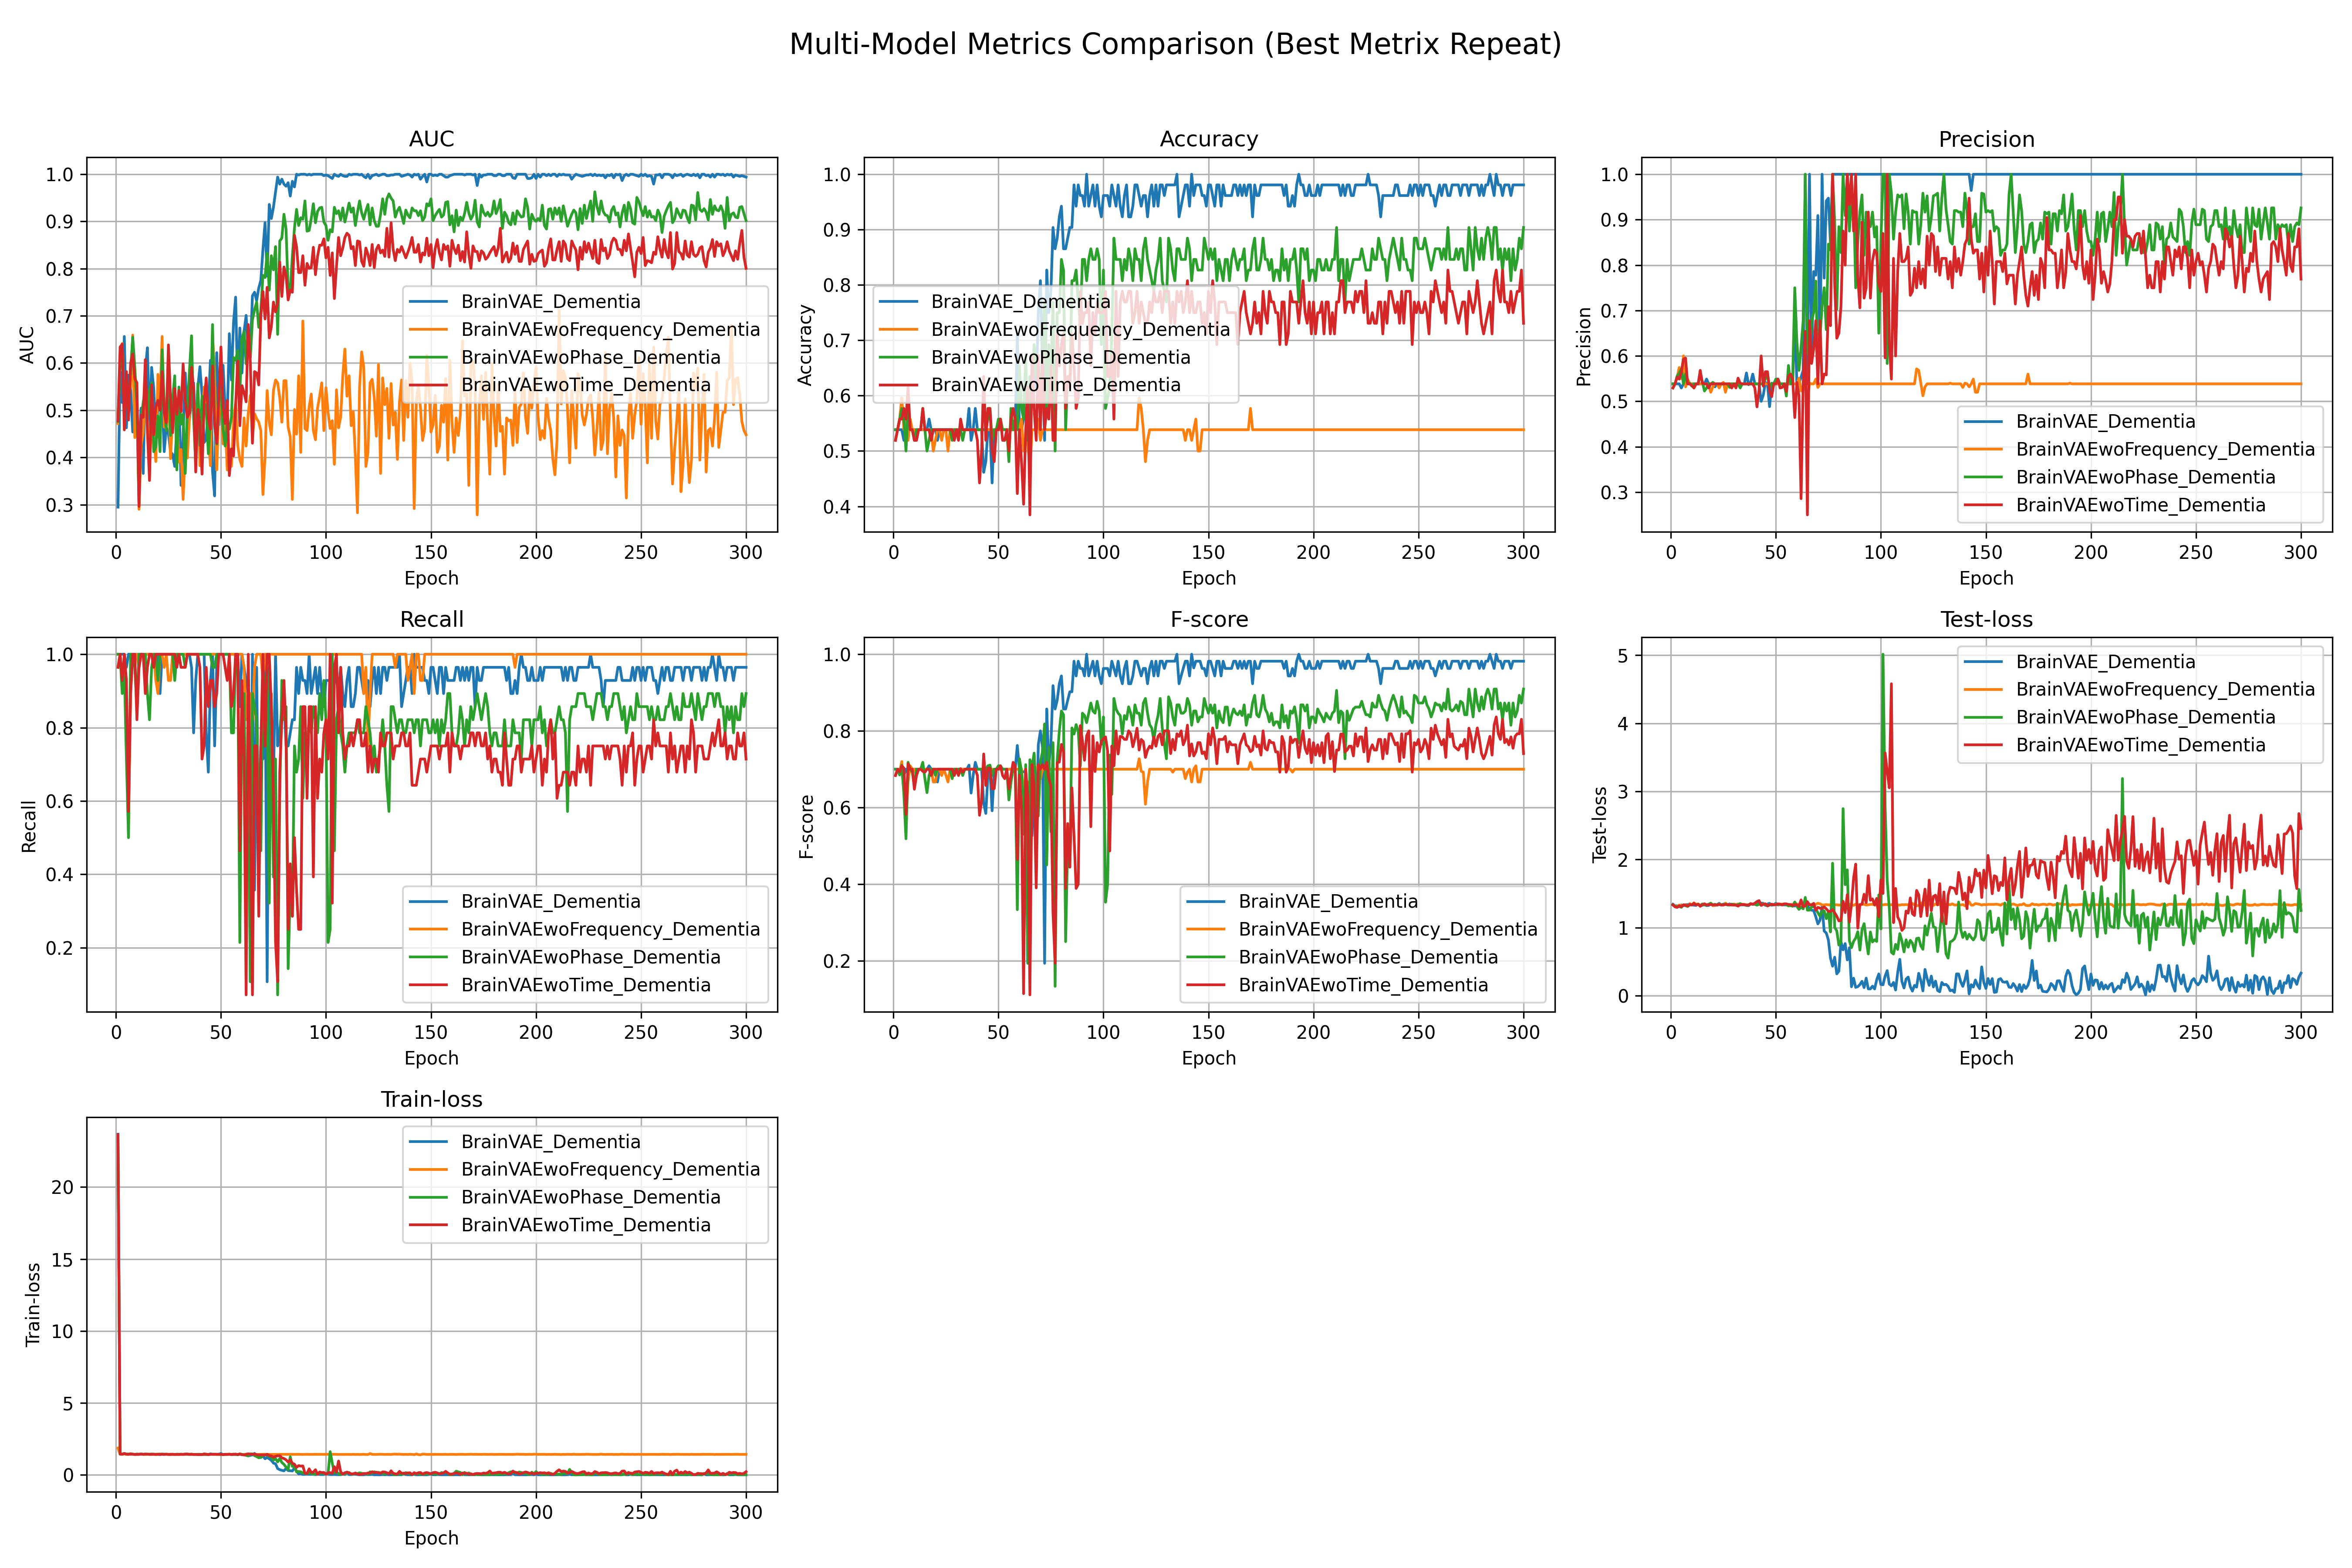 Multi-Model Metrics Comparison (Best Metrix Repeat)
AUC
1.0
0.9
0.8
0.7
0.6
0.5
0.4
0.3
AUC
BrainVAE_Dementia
BrainVAEwoFrequency_Dementia
BrainVAEwoPhase_Dementia
BrainVAEwoTime_Dementia
0 50 100 150 200 250 300
Epoch
Accuracy
1.0
0.9
0.8
0.7
0.6
0.5
0.4
Accuracy
BrainVAE_Dementia
BrainVAEwoFrequency_Dementia
BrainVAEwoPhase_Dementia
BrainVAEwoTime_Dementia
0 50 100 150 200 250 300
Epoch
Precision
1.0
0.9
0.8
0.7
0.6
0.5
0.4
0.3
Precision
BrainVAE_Dementia
BrainVAEwoFrequency_Dementia
BrainVAEwoPhase_Dementia
BrainVAEwoTime_Dementia
0 50 100 150 200 250 300
Epoch
Recall
1.0
0.8
0.6
0.4
0.2
Recall
BrainVAE_Dementia
BrainVAEwoFrequency_Dementia
BrainVAEwoPhase_Dementia
BrainVAEwoTime_Dementia
0 50 100 150 200 250 300
Epoch
F-score
1.0
0.8
0.6
0.4
0.2
F-score
BrainVAE_Dementia
BrainVAEwoFrequency_Dementia
BrainVAEwoPhase_Dementia
BrainVAEwoTime_Dementia
0 50 100 150 200 250 300
Epoch
Test-loss
5
4
3
2
1
0
Test-loss
BrainVAE_Dementia
BrainVAEwoFrequency_Dementia
BrainVAEwoPhase_Dementia
BrainVAEwoTime_Dementia
0 50 100 150 200 250 300
Epoch
Train-loss
20
15
10
5
0
Train-loss
BrainVAE_Dementia
BrainVAEwoFrequency_Dementia
BrainVAEwoPhase_Dementia
BrainVAEwoTime_Dementia
0 50 100 150 200 250 300
Epoch